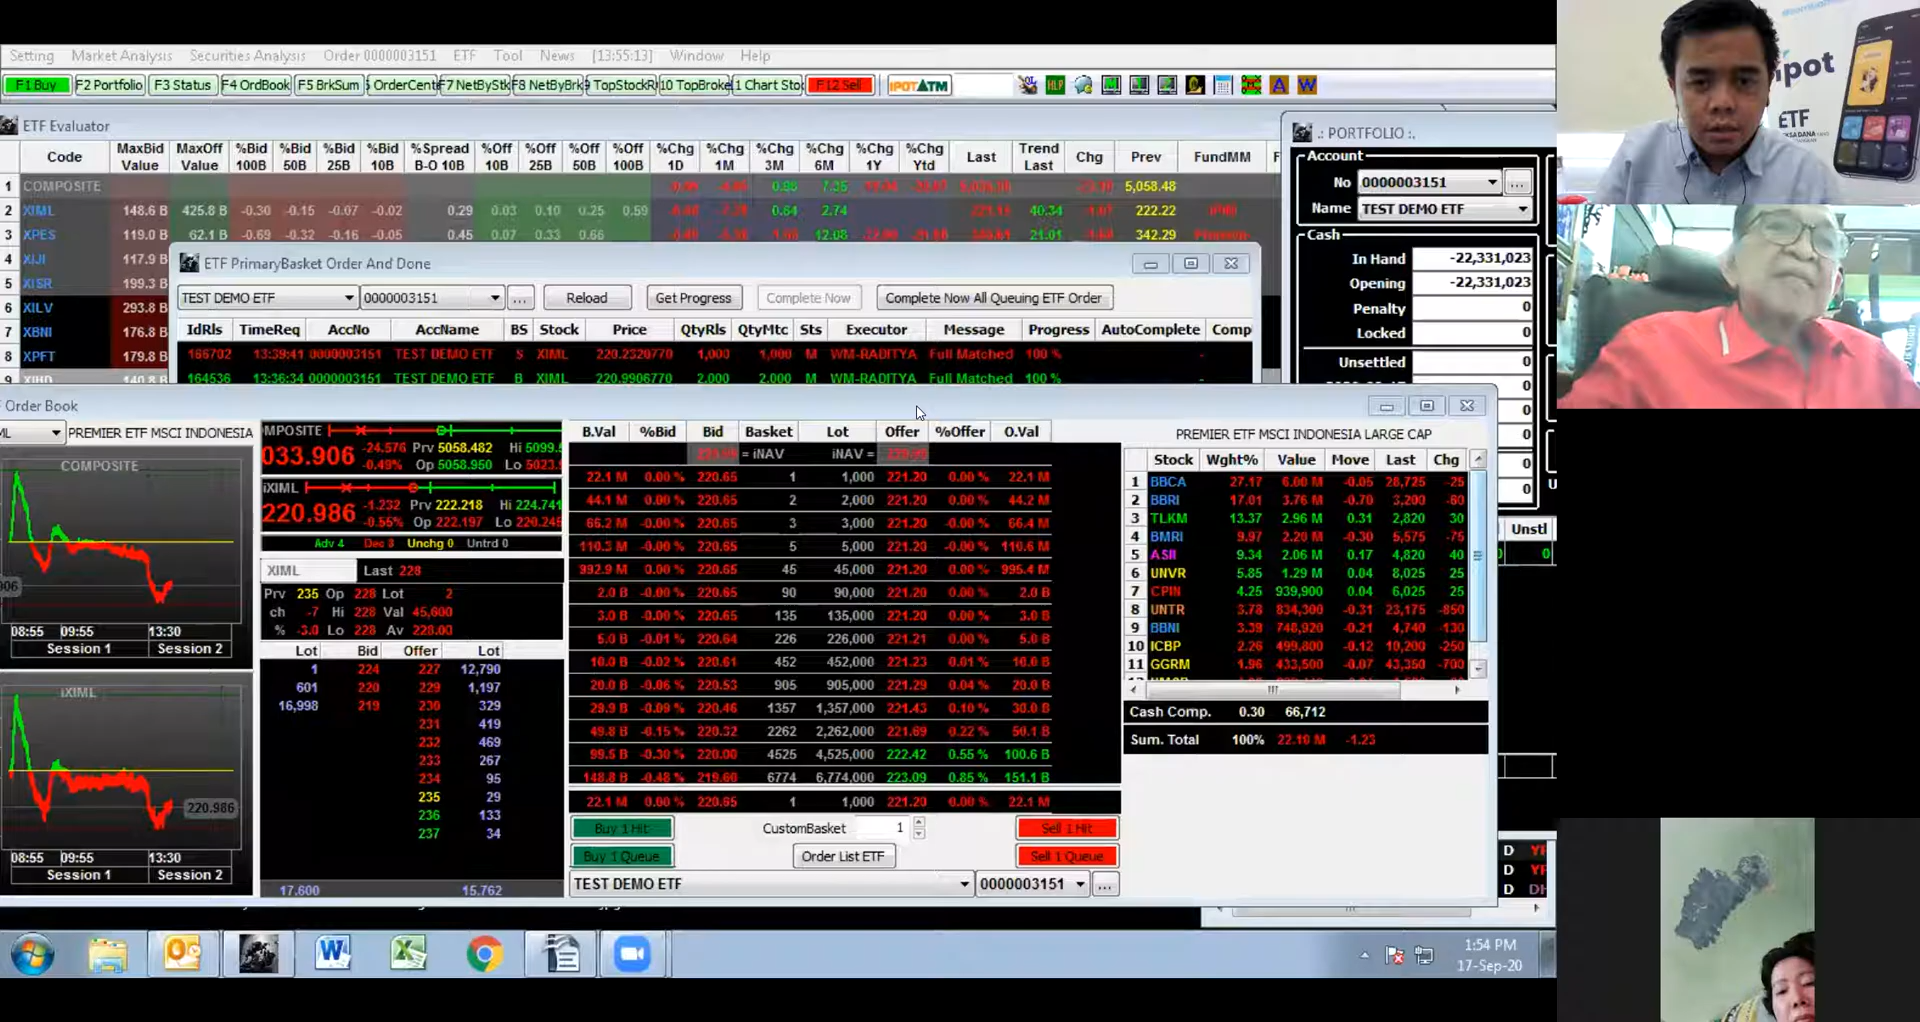 Setting Market Analysis Securities Analysis Order 0000003151 ETF Tool News [13:55:13] Window Help
F1 Buy F2 Portfolio F3 Status F4 OrdBook F5 BrkSum OrderCent F7 NetByStk F8 NetByBrk TopStockR 10 TopBroke 1 Chart Sto F12 Sell IPOTATM HLP A W
ETF Evaluator
Code MaxBid Value MaxOff Value %Bid 100B %Bid 50B %Bid 25B %Bid 10B %Spread B-O 10B %Off 10B %Off 25B %Off 50B %Off 100B %Chg 1D %Chg 1M %Chg 3M %Chg 6M %Chg 1Y %Chg Ytd Last Trend Last Chg Prev FundMM F
1 COMPOSITE 7.35 5,058.48
2 XIML 148.6 B 425.8 B -0.30 -0.15 -0.07 -0.02 0.29 0.03 0.10 0.25 0.59 0.64 2.74 40.34 222.22
3 XPES 119.0 B 62.1 B -0.69 -0.32 -0.16 -0.05 0.45 0.07 0.33 0.66 12.08 21.01 342.29
4 XIJI 117.9 B
5 XISR 199.3 B
6 XILV 293.8 B
7 XBNI 176.8 B
8 XPFT 179.8 B
9 XIHD 140.8 B
ETF PrimaryBasket Order And Done
TEST DEMO ETF 0000003151 ... Reload Get Progress Complete Now Complete Now All Queuing ETF Order
IdRls TimeReq AccNo AccName BS Stock Price QtyRls QtyMtc Sts Executor Message Progress AutoComplete Comp
166702 13:39:41 0000003151 TEST DEMO ETF S XIML 220.2320770 1,000 1,000 M WM-RADITYA Full Matched 100 % -
164536 13:36:34 0000003151 TEST DEMO ETF B XIML 220.9906770 2,000 2,000 M WM-RADITYA Full Matched 100 % -
.: PORTFOLIO :.
Account
No 0000003151 ...
Name TEST DEMO ETF
Cash
In Hand -22,331,023
Opening -22,331,023
Penalty 0
Locked 0
Unsettled 0
Unstl
0
Order Book
ML PREMIER ETF MSCI INDONESIA
COMPOSITE
08:55 09:55 13:30
Session 1 Session 2
iXIML
220.986
08:55 09:55 13:30
Session 1 Session 2
MPOSITE -24.576 Prv 5058.482 Hi 5099.
033.906 -0.49% Op 5058.950 Lo 5023.
iXIML -1.232 Prv 222.218 Hi 224.741
220.986 -0.55% Op 222.197 Lo 220.246
Adv 4 Dec 8 Unchg 0 Untrd 0
XIML Last 228
Prv 235 Op 228 Lot 2
ch -7 Hi 228 Val 45,600
% -3.0 Lo 228 Av 228.00
Lot Bid Offer Lot
1 224 227 12,790
601 220 229 1,197
16,998 219 230 329
231 419
232 469
233 267
234 95
235 29
236 133
237 34
17,600 15,762
B.Val %Bid Bid Basket Lot Offer %Offer O.Val
= iNAV iNAV =
22.1 M 0.00 % 220.65 1 1,000 221.20 0.00 % 22.1 M
44.1 M 0.00 % 220.65 2 2,000 221.20 0.00 % 44.2 M
66.2 M -0.00 % 220.65 3 3,000 221.20 0.00 % 66.4 M
110.3 M -0.00 % 220.65 5 5,000 221.20 -0.00 % 110.6 M
992.9 M 0.00 % 220.65 45 45,000 221.20 0.00 % 995.4 M
2.0 B 0.00 % 220.65 90 90,000 221.20 0.00 % 2.0 B
3.0 B 0.00 % 220.65 135 135,000 221.20 0.00 % 3.0 B
5.0 B -0.01 % 220.64 226 226,000 221.21 0.00 % 5.0 B
10.0 B -0.02 % 220.61 452 452,000 221.23 0.01 % 10.0 B
20.0 B -0.06 % 220.53 905 905,000 221.29 0.04 % 20.0 B
29.9 B -0.09 % 220.46 1357 1,357,000 221.43 0.10 % 30.0 B
49.8 B -0.15 % 220.32 2262 2,262,000 221.69 0.22 % 50.1 B
99.5 B -0.30 % 220.00 4525 4,525,000 222.42 0.55 % 100.6 B
148.8 B -0.48 % 219.60 6774 6,774,000 223.09 0.85 % 151.1 B
22.1 M 0.00 % 220.65 1 1,000 221.20 0.00 % 22.1 M
Buy 1 Hit CustomBasket 1 Sell 1 Hit
Buy 1 Queue Order List ETF Sell 1 Queue
TEST DEMO ETF 0000003151 ...
PREMIER ETF MSCI INDONESIA LARGE CAP
Stock Wght% Value Move Last Chg
1 BBCA 27.17 6.00 M -0.05 28,725 -25
2 BBRI 17.01 3.76 M -0.70 3,200 -60
3 TLKM 13.37 2.96 M 0.31 2,820 30
4 BMRI 9.97 2.20 M -0.30 5,575 -75
5 ASII 9.34 2.06 M 0.17 4,820 40
6 UNVR 5.85 1.29 M 0.04 8,025 25
7 CPIN 4.25 939,900 0.04 6,025 25
8 UNTR 3.78 834,300 -0.31 23,175 -850
9 BBNI 3.39 748,920 -0.21 4,740 -130
10 ICBP 2.26 499,800 -0.12 10,200 -250
11 GGRM 1.96 433,500 -0.07 43,350 -700
Cash Comp. 0.30 66,712
Sum. Total 100% 22.10 M -1.23
D YF
D YF
D DH
1:54 PM
17-Sep-20
ipot
ETF